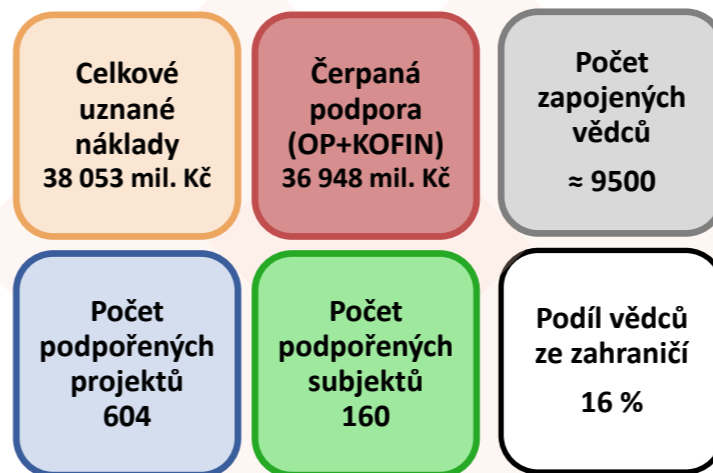 Celkové
uznané
náklady
38 053 mil. Kč
Čerpaná
podpora
(OP+KOFIN)
36 948 mil. Kč
Počet
zapojených
vědců
≈ 9500
Počet
podpořených
projektů
604
Počet
podpořených
subjektů
160
Podíl vědců
ze zahraničí
16 %